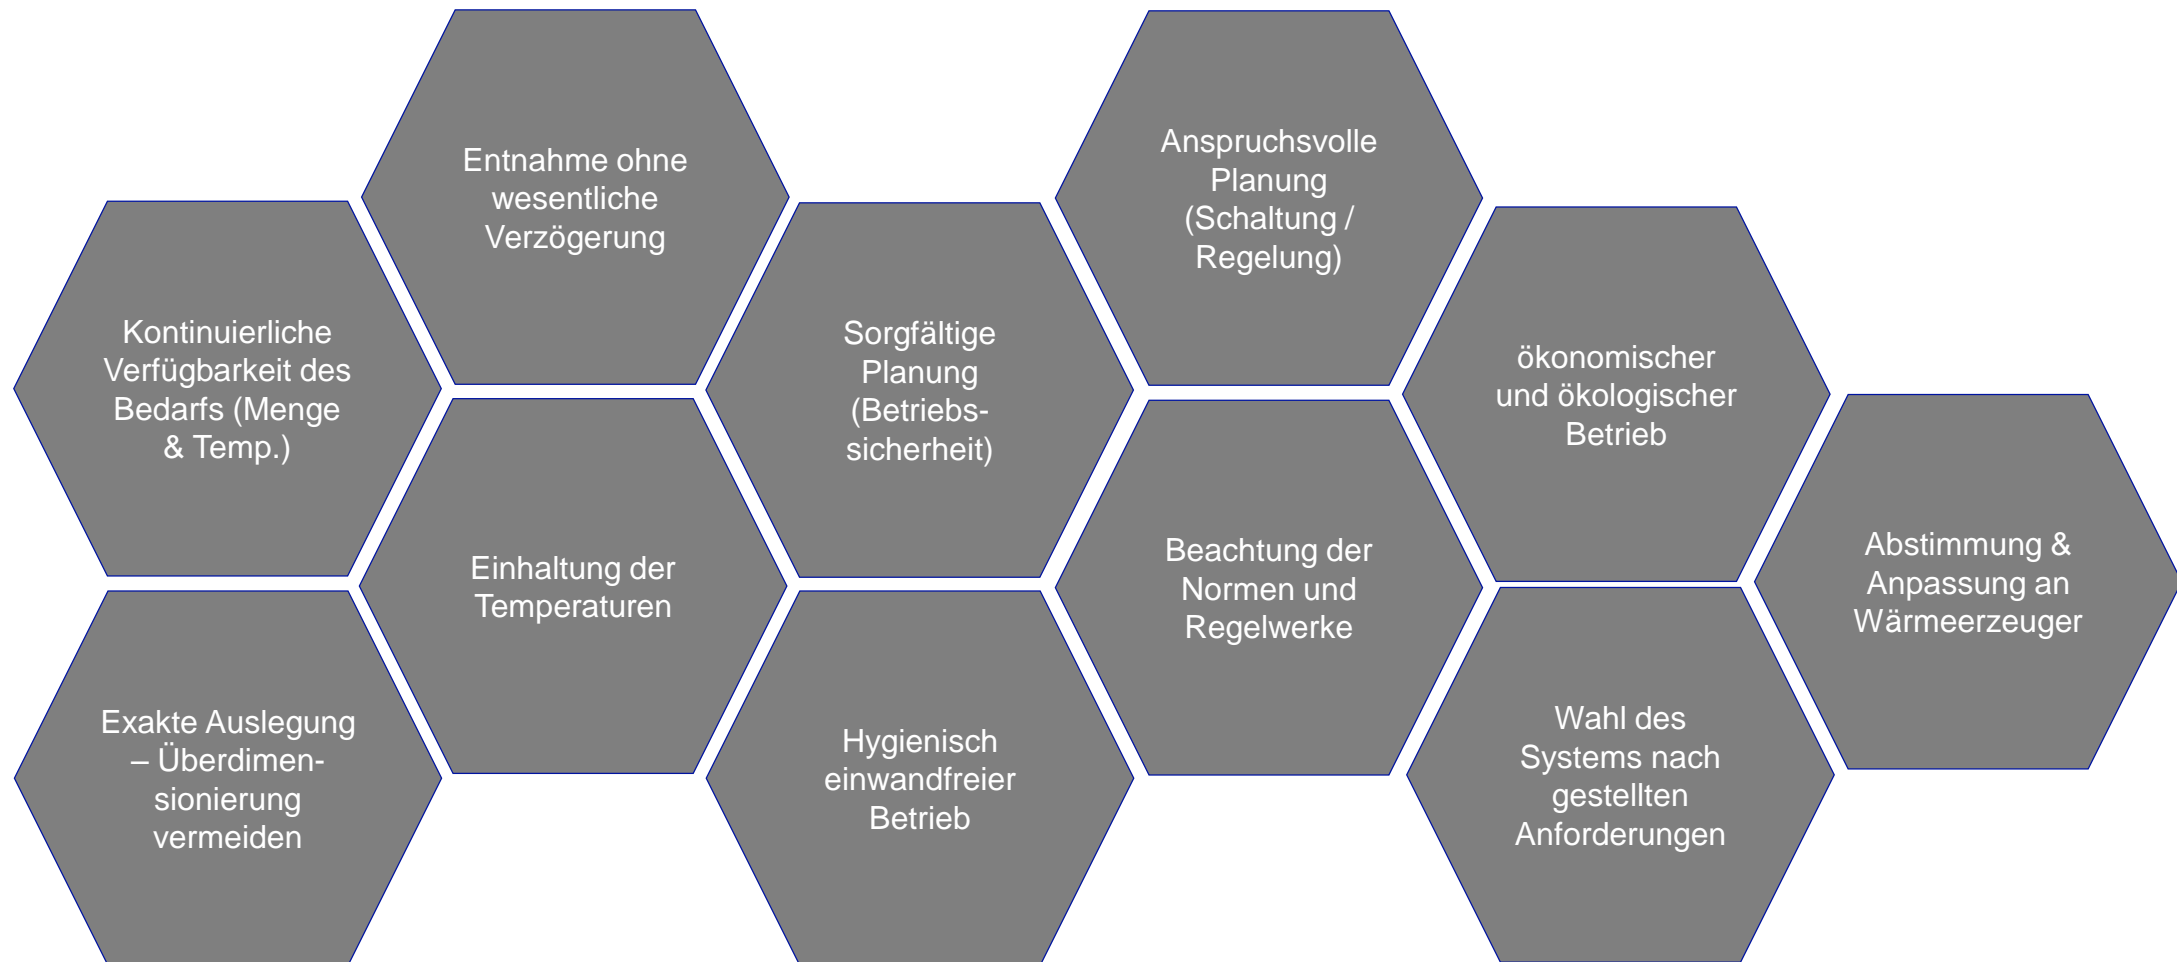 Entnahme ohne
wesentliche
Verzögerung
Anspruchsvolle
Planung
(Schaltung /
Regelung)
Kontinuierliche
Verfügbarkeit des
Bedarfs (Menge
& Temp.)
Sorgfältige
Planung
(Betriebs-
sicherheit)
ökonomischer
und ökologischer
Betrieb
Einhaltung der
Temperaturen
Beachtung der
Normen und
Regelwerke
Abstimmung &
Anpassung an
Wärmeerzeuger
Exakte Auslegung
– Überdimen-
sionierung
vermeiden
Hygienisch
einwandfreier
Betrieb
Wahl des
Systems nach
gestellten
Anforderungen